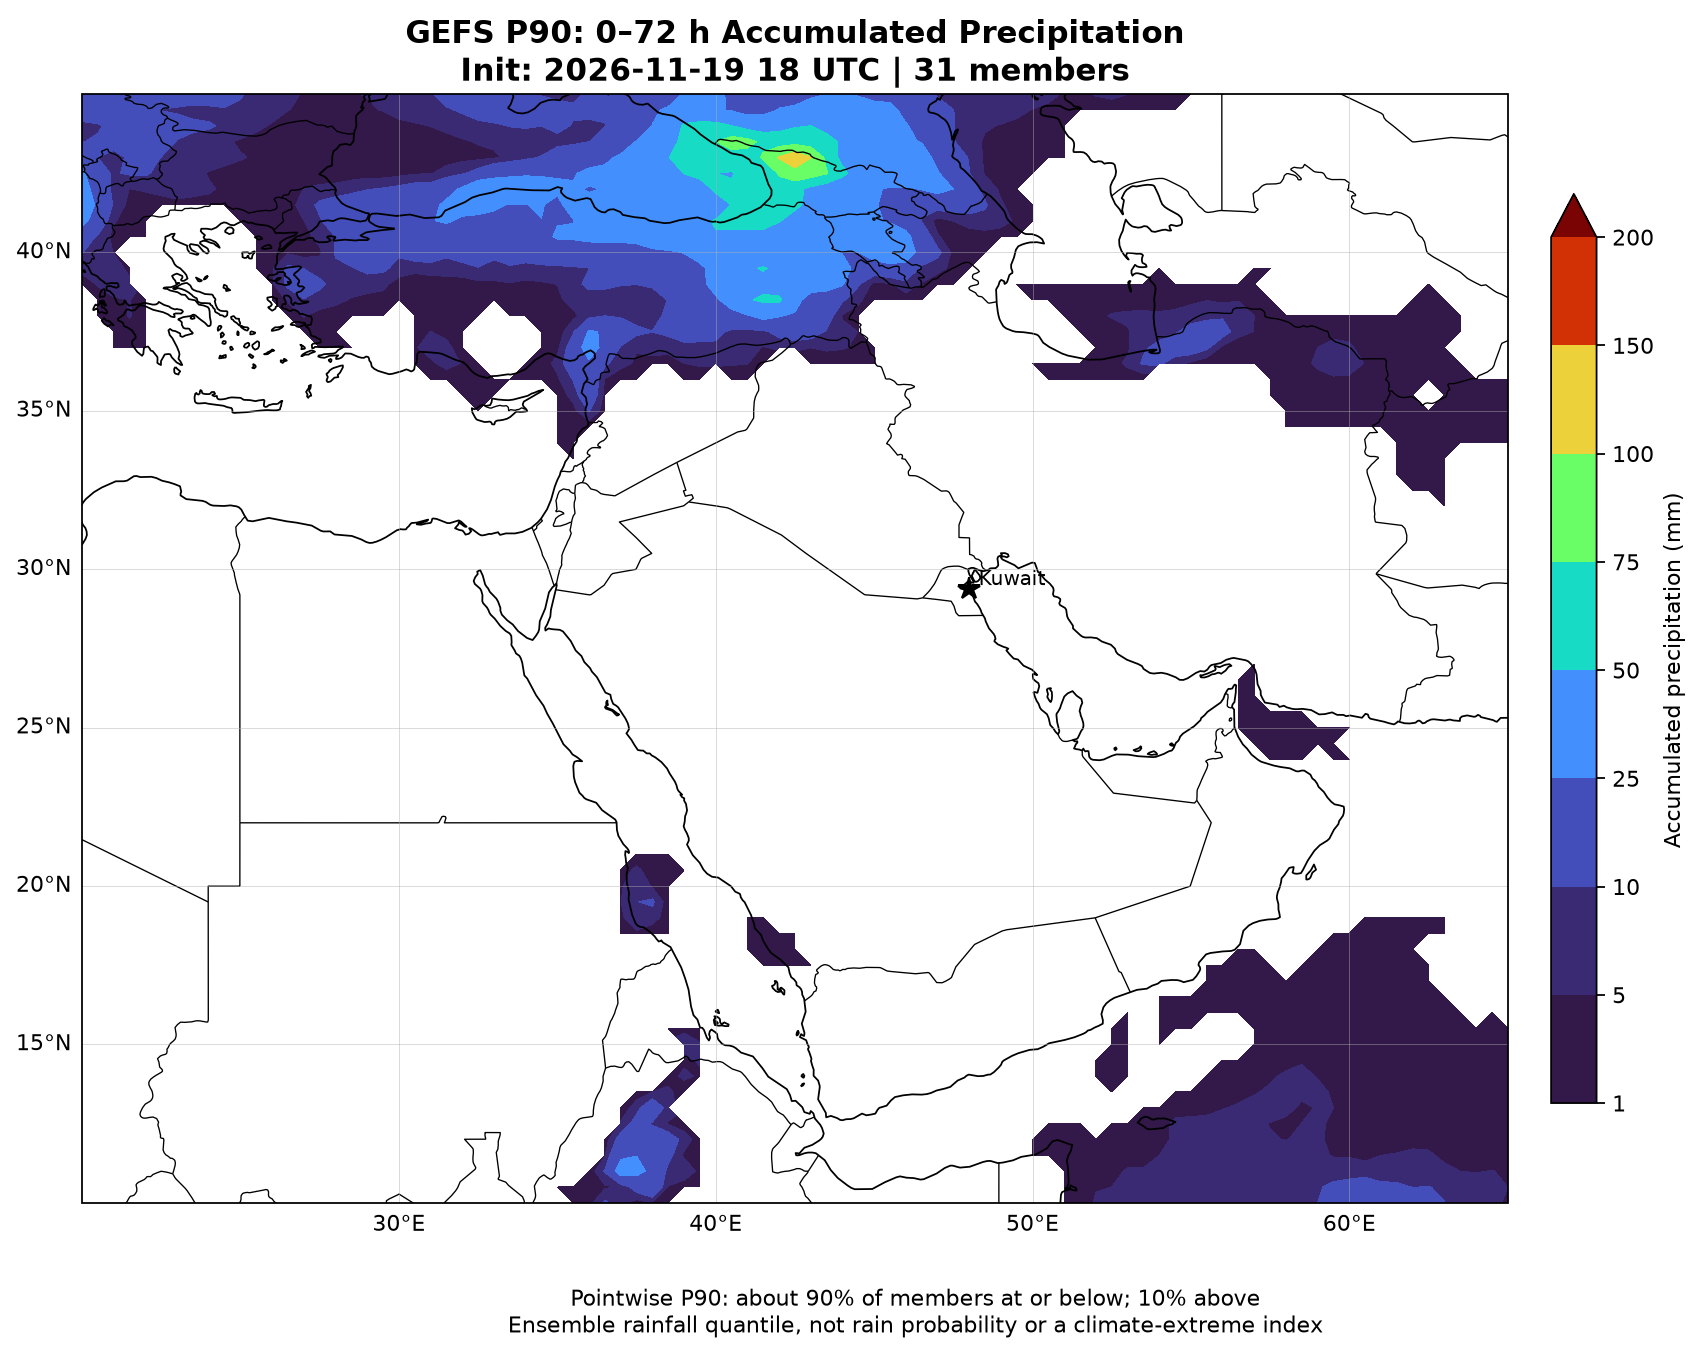 GEFS P90: 0–72 h Accumulated Precipitation
Init: 2026-11-19 18 UTC | 31 members
40°N
35°N
30°N
25°N
20°N
15°N
Kuwait
30°E
40°E
50°E
60°E
200
150
100
75
50
25
10
5
1
Accumulated precipitation (mm)
Pointwise P90: about 90% of members at or below; 10% above
Ensemble rainfall quantile, not rain probability or a climate-extreme index